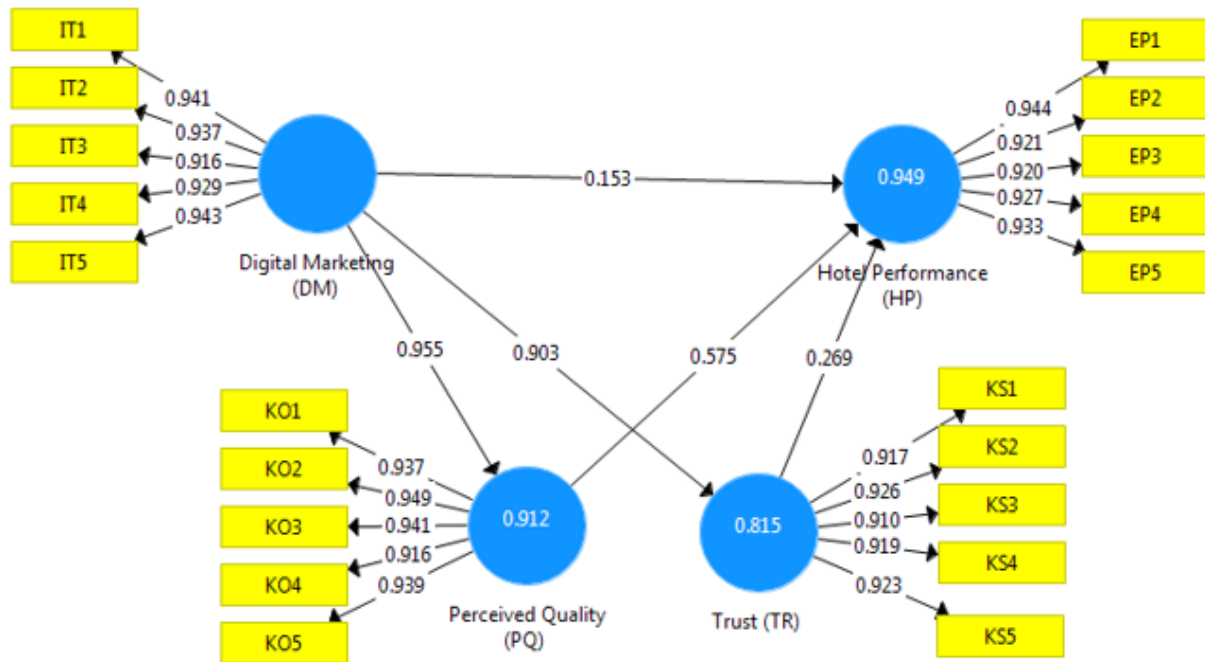 IT1
IT2
IT3
IT4
IT5
0.941
0.937
0.916
0.929
0.943
Digital Marketing
(DM)
0.153
0.955
0.903
0.949
Hotel Performance
(HP)
0.944
0.921
0.920
0.927
0.933
EP1
EP2
EP3
EP4
EP5
0.575
0.269
KO1
KO2
KO3
KO4
KO5
0.937
0.949
0.941
0.916
0.939
0.912
Perceived Quality
(PQ)
0.815
Trust (TR)
0.917
0.926
0.910
0.919
0.923
KS1
KS2
KS3
KS4
KS5